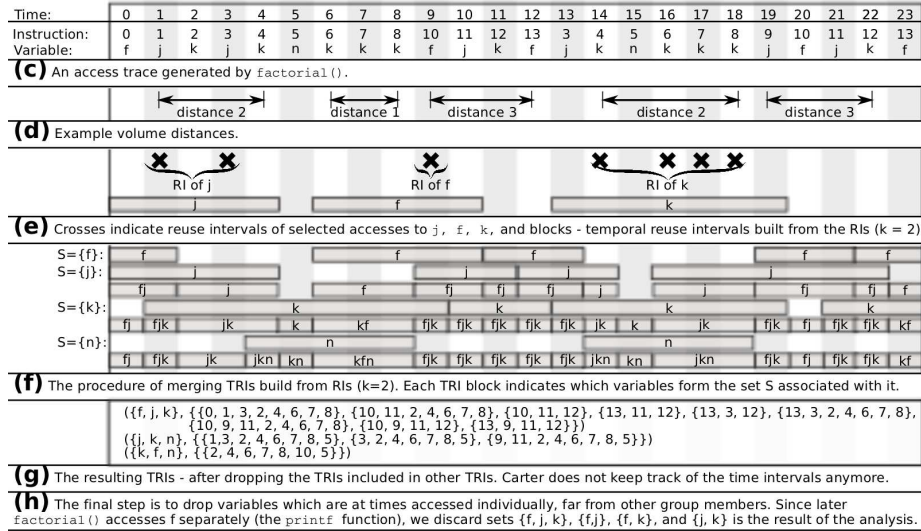 Time: 0 1 2 3 4 5 6 7 8 9 10 11 12 13 14 15 16 17 18 19 20 21 22 23
Instruction: 0 1 2 3 4 5 6 7 8 10 11 12 13 3 4 5 6 7 8 9 10 11 12 13
Variable: f j k j k n k k k f j k f j k n k k k j f j k f
(c) An access trace generated by factorial().
distance 2 distance 1 distance 3 distance 2 distance 3
(d) Example volume distances.
RI of j RI of f RI of k
j f k
(e) Crosses indicate reuse intervals of selected accesses to j, f, k, and blocks - temporal reuse intervals built from the RIs (k = 2)
S={f}: f f f f f
S={j}: j j j j
fj j f fj fj fj j j fj fj f
S={k}: k k k k
fj fjk jk k kf fjk fjk fjk fjk jk k jk fjk fj fjk kf
S={n}: n n
fj fjk jk jkn kn kfn fjk fjk fjk fjk jkn kn jkn fjk fj fjk kf
(f) The procedure of merging TRIs build from RIs (k=2). Each TRI block indicates which variables form the set S associated with it.
({f, j, k}, {{0, 1, 3, 2, 4, 6, 7, 8}, {10, 11, 2, 4, 6, 7, 8}, {10, 11, 12}, {13, 11, 12}, {13, 3, 12}, {13, 3, 2, 4, 6, 7, 8},
{10, 9, 11, 2, 4, 6, 7, 8}, {10, 9, 11, 12}, {13, 9, 11, 12}})
({j, k, n}, {{1,3, 2, 4, 6, 7, 8, 5}, {3, 2, 4, 6, 7, 8, 5}, {9, 11, 2, 4, 6, 7, 8, 5}})
({k, f, n}, {{2, 4, 6, 7, 8, 10, 5}})
(g) The resulting TRIs - after dropping the TRIs included in other TRIs. Carter does not keep track of the time intervals anymore.
(h) The final step is to drop variables which are at times accessed individually, far from other group members. Since later
factorial() accesses f separately (the printf function), we discard sets {f, j, k}, {f,j}, {f, k}, and {j, k} is the result of the analysis.